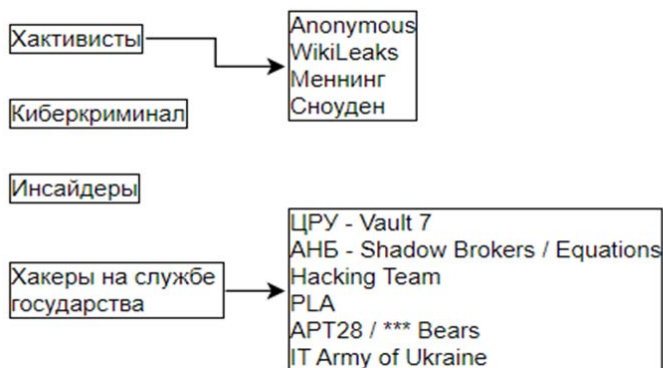 Хактивисты
Anonymous
WikiLeaks
Меннинг
Сноуден
Киберкриминал
Инсайдеры
Хакеры на службе
государства
ЦРУ - Vault 7
АНБ - Shadow Brokers / Equations
Hacking Team
PLA
APT28 / *** Bears
IT Army of Ukraine